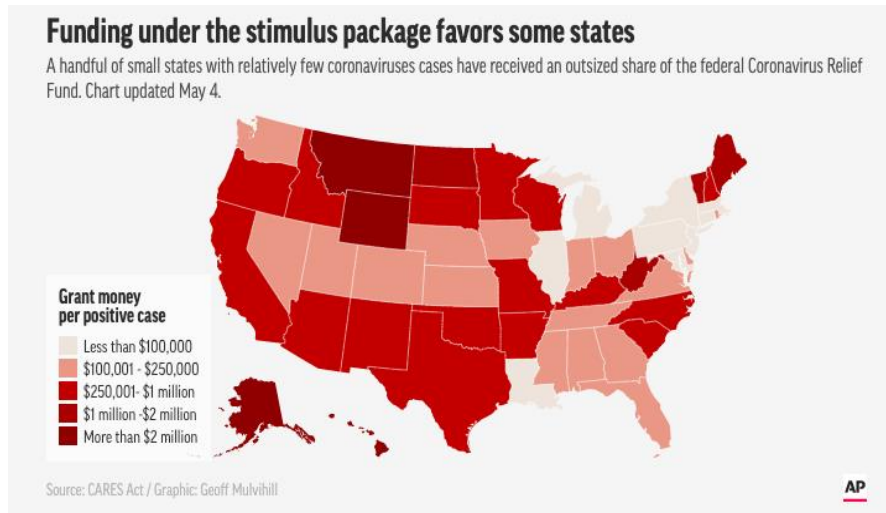 Funding under the stimulus package favors some states
A handful of small states with relatively few coronaviruses cases have received an outsized share of the federal Coronavirus Relief
Fund. Chart updated May 4.
Grant money
per positive case
Less than $100,000
$100,001 - $250,000
$250,001- $1 million
$1 million -$2 million
More than $2 million
Source: CARES Act / Graphic: Geoff Mulvihill
AP